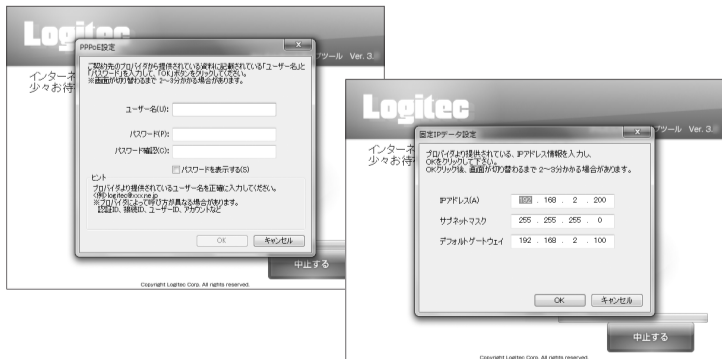 Logitec
PPPoE設定
プツール Ver. 3.
インターネ
少々お待
ご契約先のプロバイダから提供されている資料に記載されている「ユーザー名」と
「パスワード」を入力して、「OK」ボタンをクリックしてください。
※画面が切り替わるまで 2~3分かかる場合があります。
ユーザー名(U):
パスワード(P):
パスワード確認(C):
パスワードを表示する(S)
ヒント
プロバイダより提供されているユーザー名を正確に入力してください。
<例>logitec@xxx.ne.jp
※プロバイダによって呼び方が異なる場合があります。
認証ID、接続ID、ユーザーID、アカウントなど
OK キャンセル
中止する
Copyright Logitec Corp. All rights reserved.
Logitec
プツール Ver. 3.
固定IPデータ設定
インターネ
少々お待
プロバイダより提供されている、IPアドレス情報を入力し、
OKをクリックして下さい。
OKクリック後、画面が切り替わるまで 2~3分かかる場合があります。
IPアドレス(A) 192 . 168 . 2 . 200
サブネットマスク 255 . 255 . 255 . 0
デフォルトゲートウェイ 192 . 168 . 2 . 100
OK キャンセル
中止する
Copyright Logitec Corp. All rights reserved.